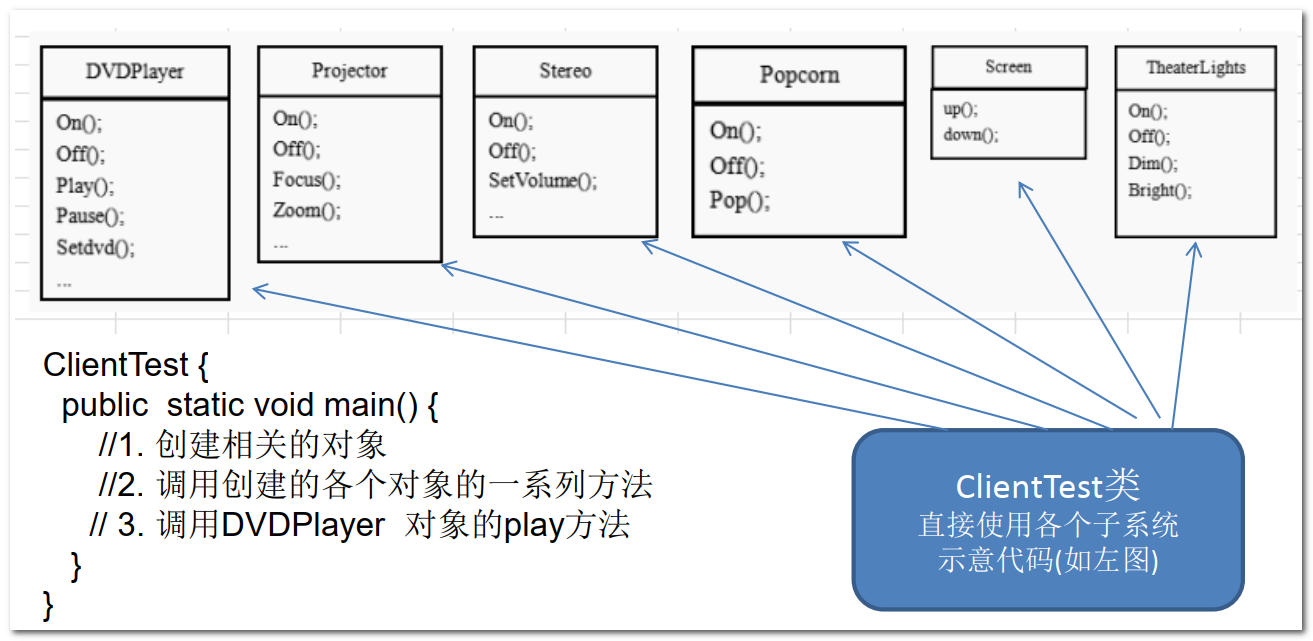 DVDPlayer
On();
Off();
Play();
Pause();
Setdvd();
...
Projector
On();
Off();
Focus();
Zoom();
...
Stereo
On();
Off();
SetVolume();
...
Popcorn
On();
Off();
Pop();
Screen
up();
down();
TheaterLights
On();
Off();
Dim();
Bright();
ClientTest {
public static void main() {
//1. 创建相关的对象
//2. 调用创建的各个对象的一系列方法
// 3. 调用DVDPlayer 对象的play方法
}
}
ClientTest类
直接使用各个子系统
示意代码(如左图)